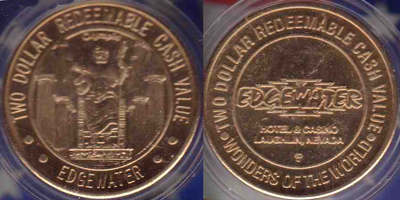 TWO DOLLAR REDEEMABLE CASH VALUE
EDGEWATER
TWO DOLLAR REDEEMABLE CASH VALUE
EDGEWATER
HOTEL & CASINO
LAUGHLIN, NEVADA
WONDERS OF THE WORLD